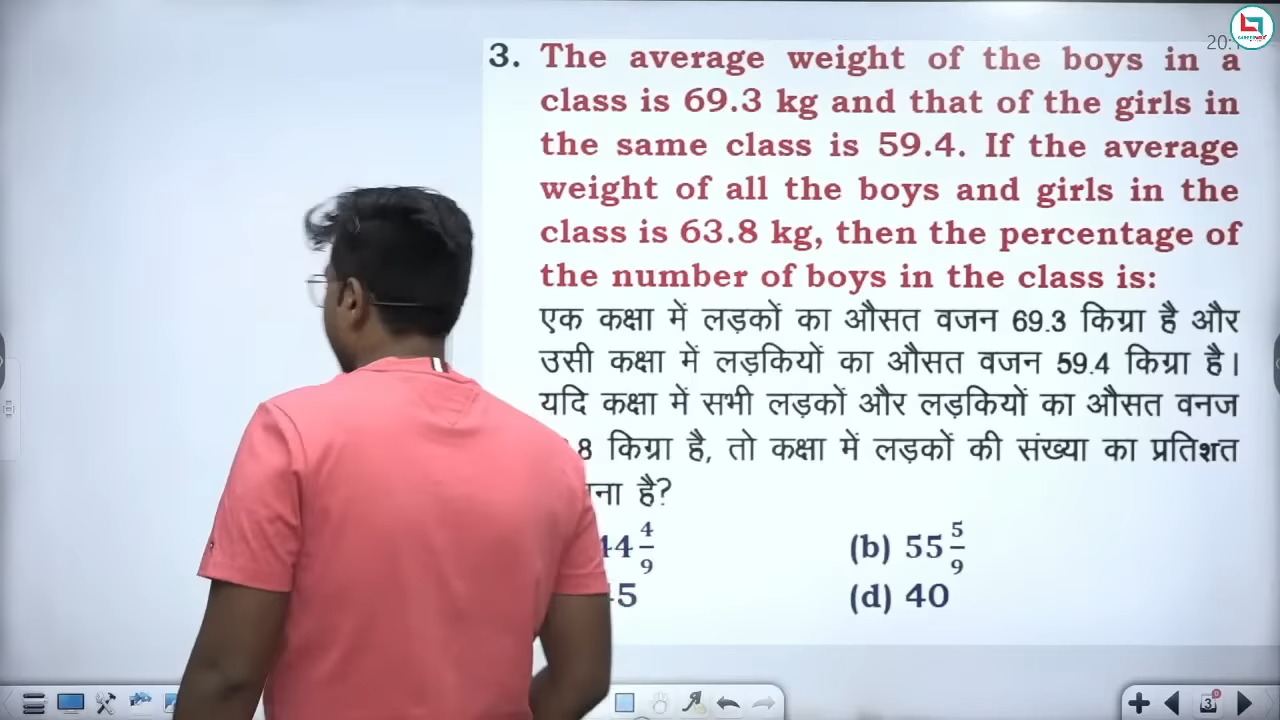 3. The average weight of the boys in a
class is 69.3 kg and that of the girls in
the same class is 59.4. If the average
weight of all the boys and girls in the
class is 63.8 kg, then the percentage of
the number of boys in the class is:
एक कक्षा में लड़कों का औसत वजन 69.3 किग्रा है और
उसी कक्षा में लड़कियों का औसत वजन 59.4 किग्रा है।
यदि कक्षा में सभी लड़कों और लड़कियों का औसत वनज
8 किग्रा है, तो कक्षा में लड़कों की संख्या का प्रतिशत
है?
44 4/9 (b) 55 5/9
(d) 40
3